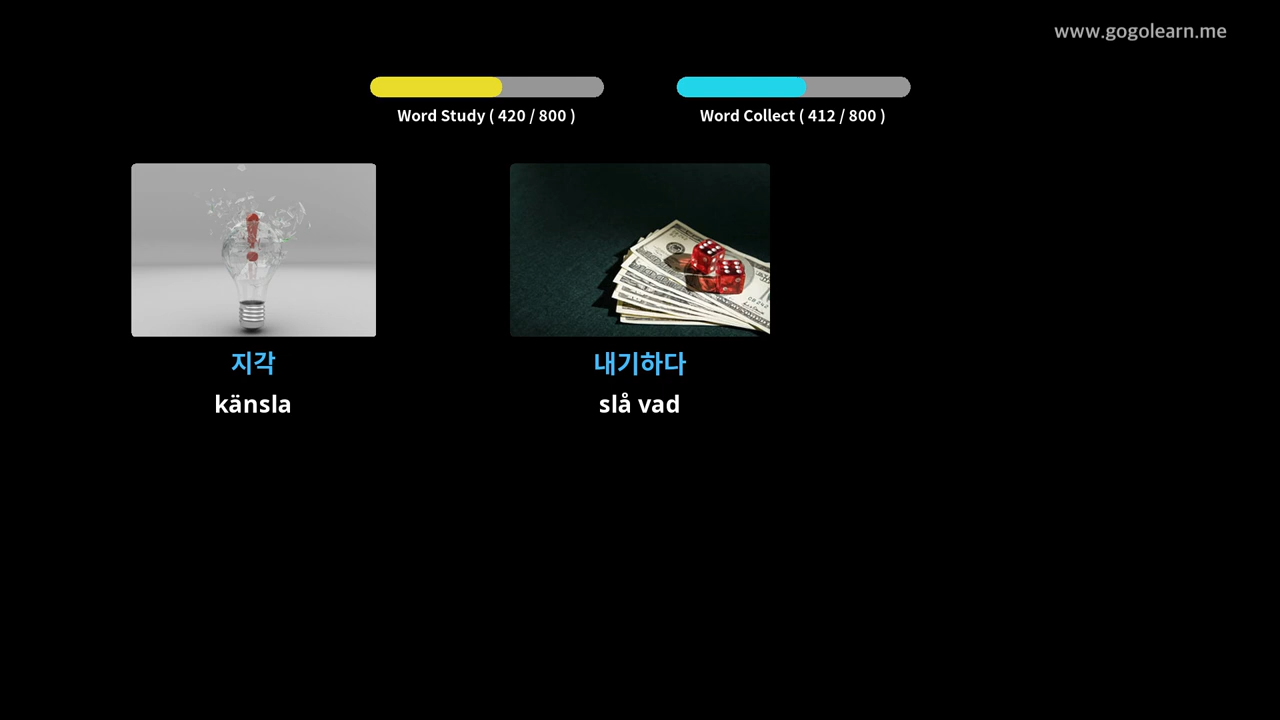 www.gogolearn.me
Word Study ( 420 / 800 )
Word Collect ( 412 / 800 )
지각
känsla
내기하다
slå vad